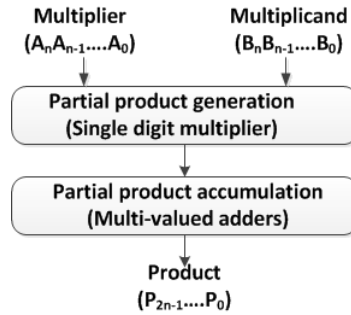 Multiplier Multiplicand
(AₙAₙ₋₁....A₀) (BₙBₙ₋₁....B₀)
Partial product generation
(Single digit multiplier)
Partial product accumulation
(Multi-valued adders)
Product
(P₂ₙ₋₁....P₀)